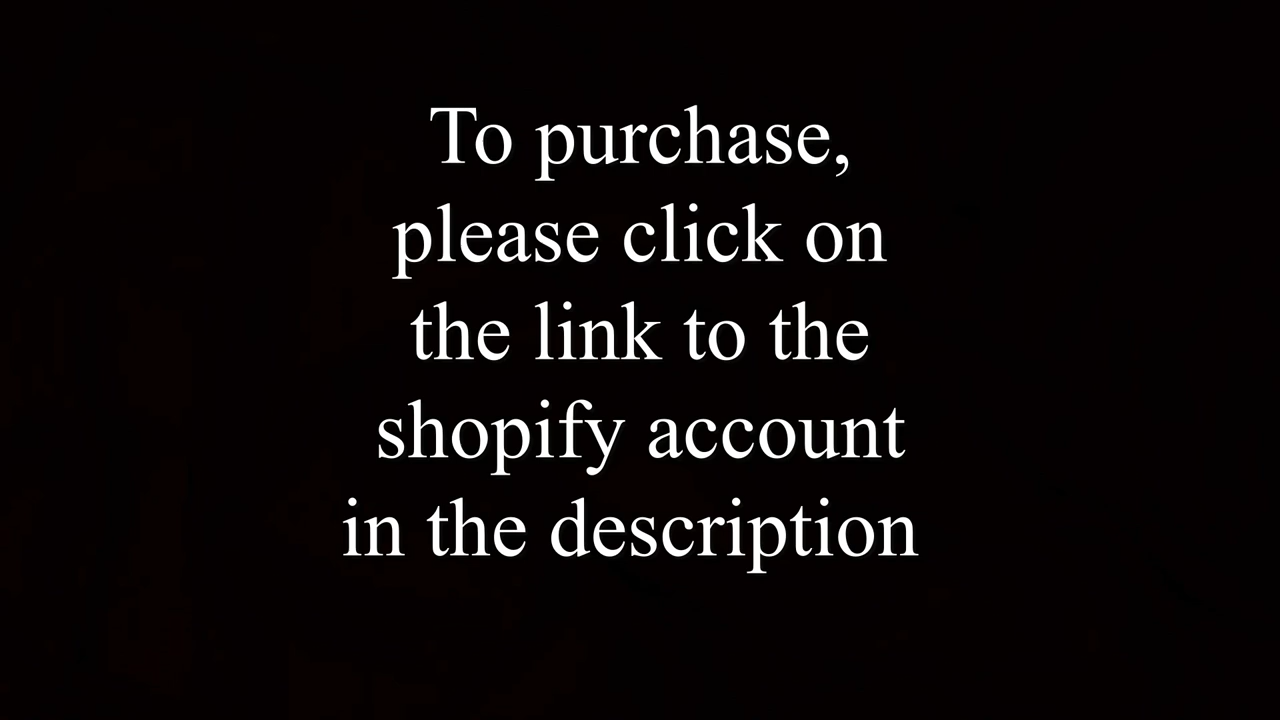 To purchase,
please click on
the link to the
shopify account
in the description